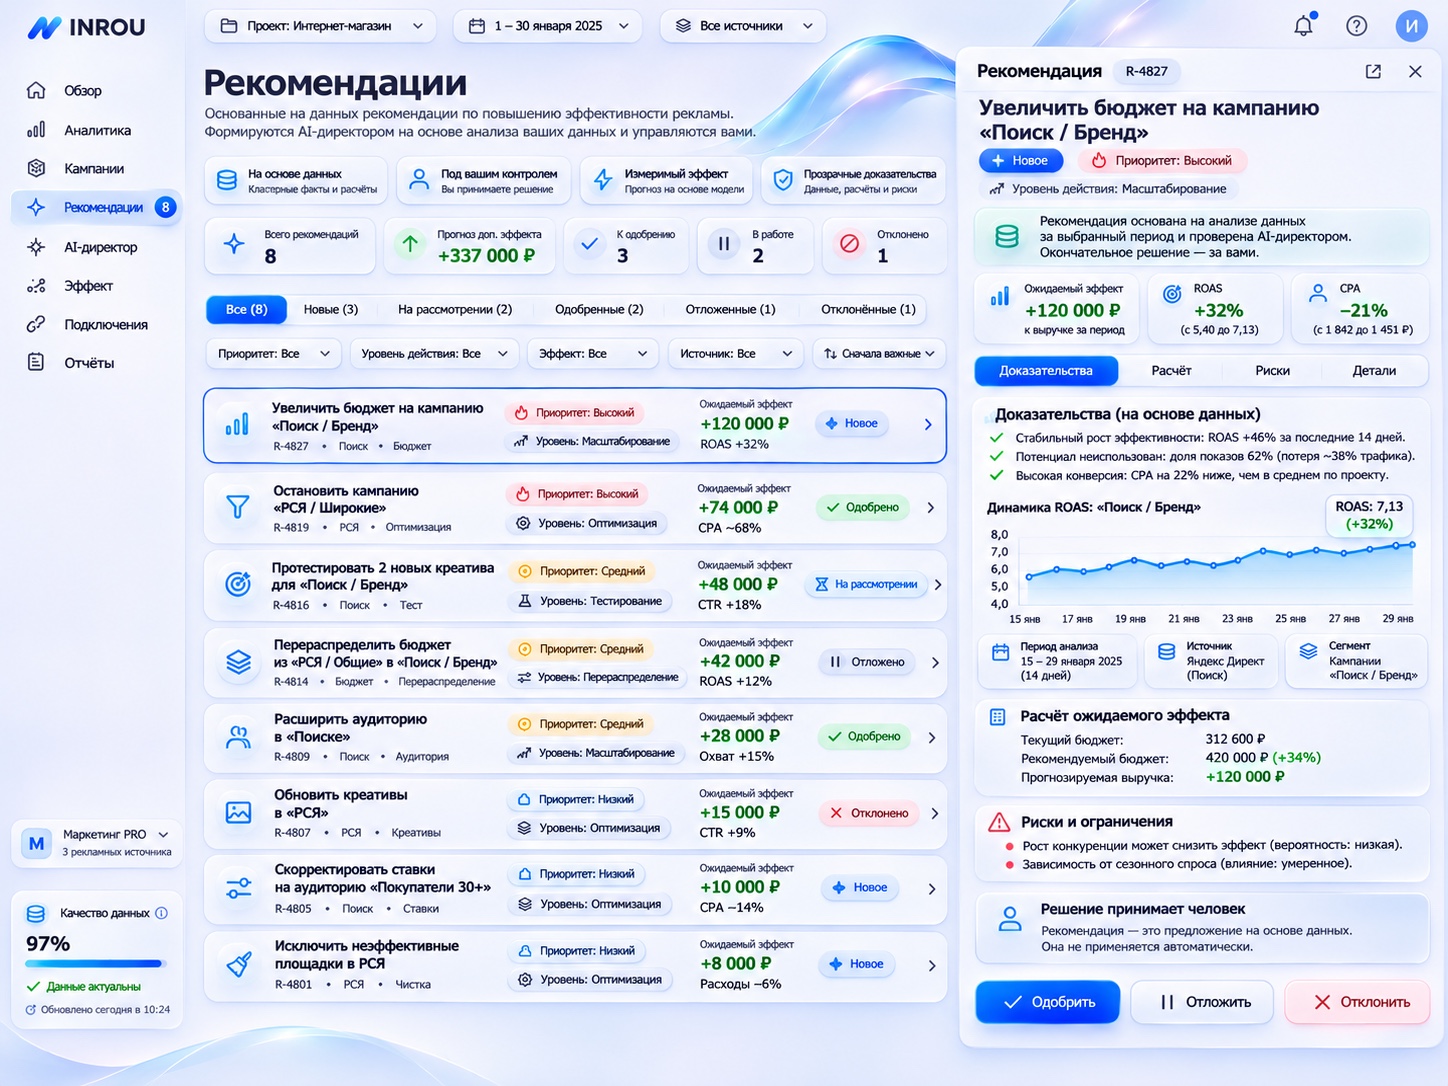 INROU
Проект: Интернет-магазин
1 – 30 января 2025
Все источники
И
Обзор
Аналитика
Кампании
Рекомендации 8
AI-директор
Эффект
Подключения
Отчёты
М
Маркетинг PRO
3 рекламных источника
Качество данных
97%
Данные актуальны
Обновлено сегодня в 10:24
Рекомендации
Основанные на данных рекомендации по повышению эффективности рекламы.
Формируются AI-директором на основе анализа ваших данных и управляются вами.
На основе данных
Кластерные факты и расчёты
Под вашим контролем
Вы принимаете решение
Измеримый эффект
Прогноз на основе модели
Прозрачные доказательства
Данные, расчёты и риски
Всего рекомендаций
8
Прогноз доп. эффекта
+337 000 ₽
К одобрению
3
В работе
2
Отклонено
1
Все (8)
Новые (3)
На рассмотрении (2)
Одобренные (2)
Отложенные (1)
Отклонённые (1)
Приоритет: Все
Уровень действия: Все
Эффект: Все
Источник: Все
Сначала важные
Увеличить бюджет на кампанию
«Поиск / Бренд»
R-4827 • Поиск • Бюджет
Приоритет: Высокий
Уровень: Масштабирование
Ожидаемый эффект
+120 000 ₽
ROAS +32%
Новое
Остановить кампанию
«РСЯ / Широкие»
R-4819 • РСЯ • Оптимизация
Приоритет: Высокий
Уровень: Оптимизация
Ожидаемый эффект
+74 000 ₽
CPA ~68%
Одобрено
Протестировать 2 новых креатива
для «Поиск / Бренд»
R-4816 • Поиск • Тест
Приоритет: Средний
Уровень: Тестирование
Ожидаемый эффект
+48 000 ₽
CTR +18%
На рассмотрении
Перераспределить бюджет
из «РСЯ / Общие» в «Поиск / Бренд»
R-4814 • Бюджет • Перераспределение
Приоритет: Средний
Уровень: Перераспределение
Ожидаемый эффект
+42 000 ₽
ROAS +12%
Отложено
Расширить аудиторию
в «Поиске»
R-4809 • Поиск • Аудитория
Приоритет: Средний
Уровень: Масштабирование
Ожидаемый эффект
+28 000 ₽
Охват +15%
Одобрено
Обновить креативы
в «РСЯ»
R-4807 • РСЯ • Креативы
Приоритет: Низкий
Уровень: Оптимизация
Ожидаемый эффект
+15 000 ₽
CTR +9%
Отклонено
Скорректировать ставки
на аудиторию «Покупатели 30+»
R-4805 • Поиск • Ставки
Приоритет: Низкий
Уровень: Оптимизация
Ожидаемый эффект
+10 000 ₽
CPA −14%
Новое
Исключить неэффективные
площадки в РСЯ
R-4801 • РСЯ • Чистка
Приоритет: Низкий
Уровень: Оптимизация
Ожидаемый эффект
+8 000 ₽
Расходы −6%
Новое
Рекомендация R-4827
Увеличить бюджет на кампанию
«Поиск / Бренд»
Новое
Приоритет: Высокий
Уровень действия: Масштабирование
Рекомендация основана на анализе данных
за выбранный период и проверена AI-директором.
Окончательное решение — за вами.
Ожидаемый эффект
+120 000 ₽
к выручке за период
ROAS
+32%
(с 5,40 до 7,13)
CPA
−21%
(с 1 842 до 1 451 ₽)
Доказательства
Расчёт
Риски
Детали
Доказательства (на основе данных)
Стабильный рост эффективности: ROAS +46% за последние 14 дней.
Потенциал неиспользован: доля показов 62% (потеря ~38% трафика).
Высокая конверсия: CPA на 22% ниже, чем в среднем по проекту.
Динамика ROAS: «Поиск / Бренд»
ROAS: 7,13
(+32%)
8,0
7,0
6,0
5,0
4,0
15 янв 17 янв 19 янв 21 янв 23 янв 25 янв 27 янв 29 янв
Период анализа
15 – 29 января 2025
(14 дней)
Источник
Яндекс Директ
(Поиск)
Сегмент
Кампании
«Поиск / Бренд»
Расчёт ожидаемого эффекта
Текущий бюджет: 312 600 ₽
Рекомендуемый бюджет: 420 000 ₽ (+34%)
Прогнозируемая выручка: +120 000 ₽
Риски и ограничения
Рост конкуренции может снизить эффект (вероятность: низкая).
Зависимость от сезонного спроса (влияние: умеренное).
Решение принимает человек
Рекомендация — это предложение на основе данных.
Она не применяется автоматически.
Одобрить
Отложить
Отклонить